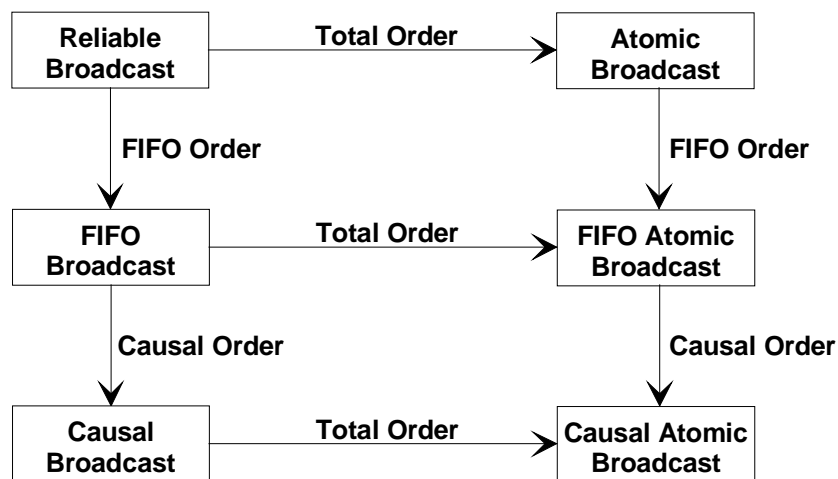 Reliable
Broadcast
Total Order
Atomic
Broadcast
FIFO Order
FIFO Order
FIFO
Broadcast
Total Order
FIFO Atomic
Broadcast
Causal Order
Causal Order
Causal
Broadcast
Total Order
Causal Atomic
Broadcast